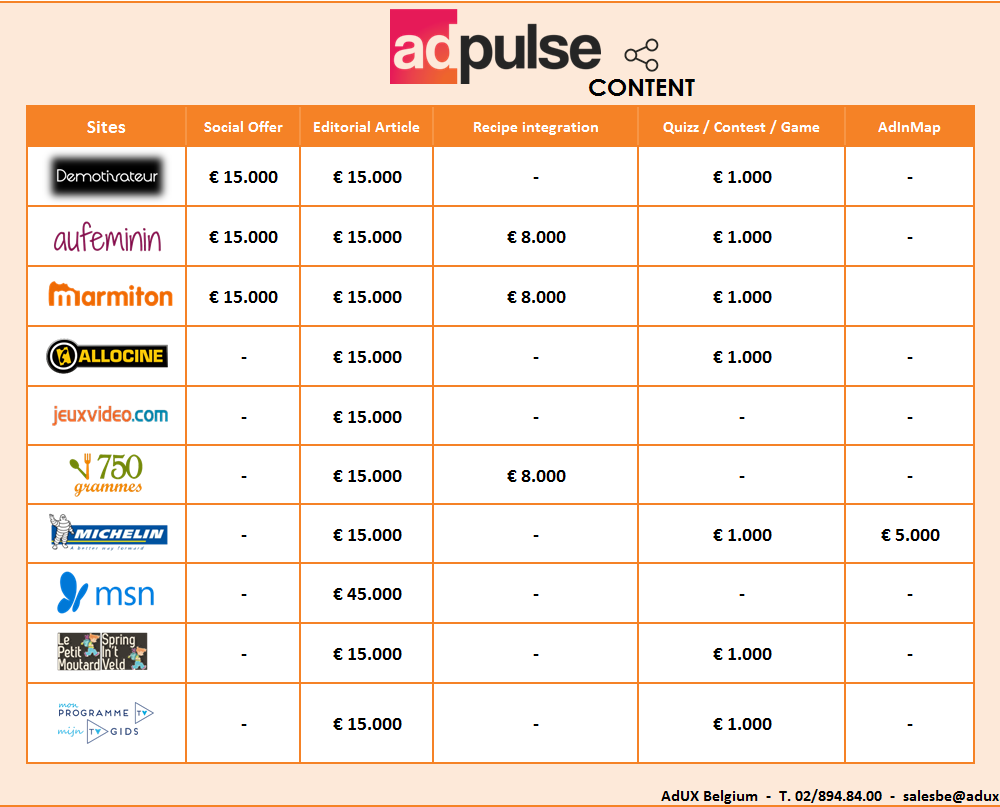 adpulse
CONTENT
Sites Social Offer Editorial Article Recipe integration Quizz / Contest / Game AdInMap
Demotivateur € 15.000 € 15.000 - € 1.000 -
aufeminin € 15.000 € 15.000 € 8.000 € 1.000 -
marmiton € 15.000 € 15.000 € 8.000 € 1.000
ALLOCINE - € 15.000 - € 1.000 -
jeuxvideo.com - € 15.000 - - -
750 grammes - € 15.000 € 8.000 - -
MICHELIN A better way forward - € 15.000 - € 1.000 € 5.000
msn - € 45.000 - - -
Le Petit Moutard Spring In't Veld - € 15.000 - € 1.000 -
mon PROGRAMME TV mijn TV GIDS - € 15.000 - € 1.000 -
AdUX Belgium - T. 02/894.84.00 - salesbe@adux